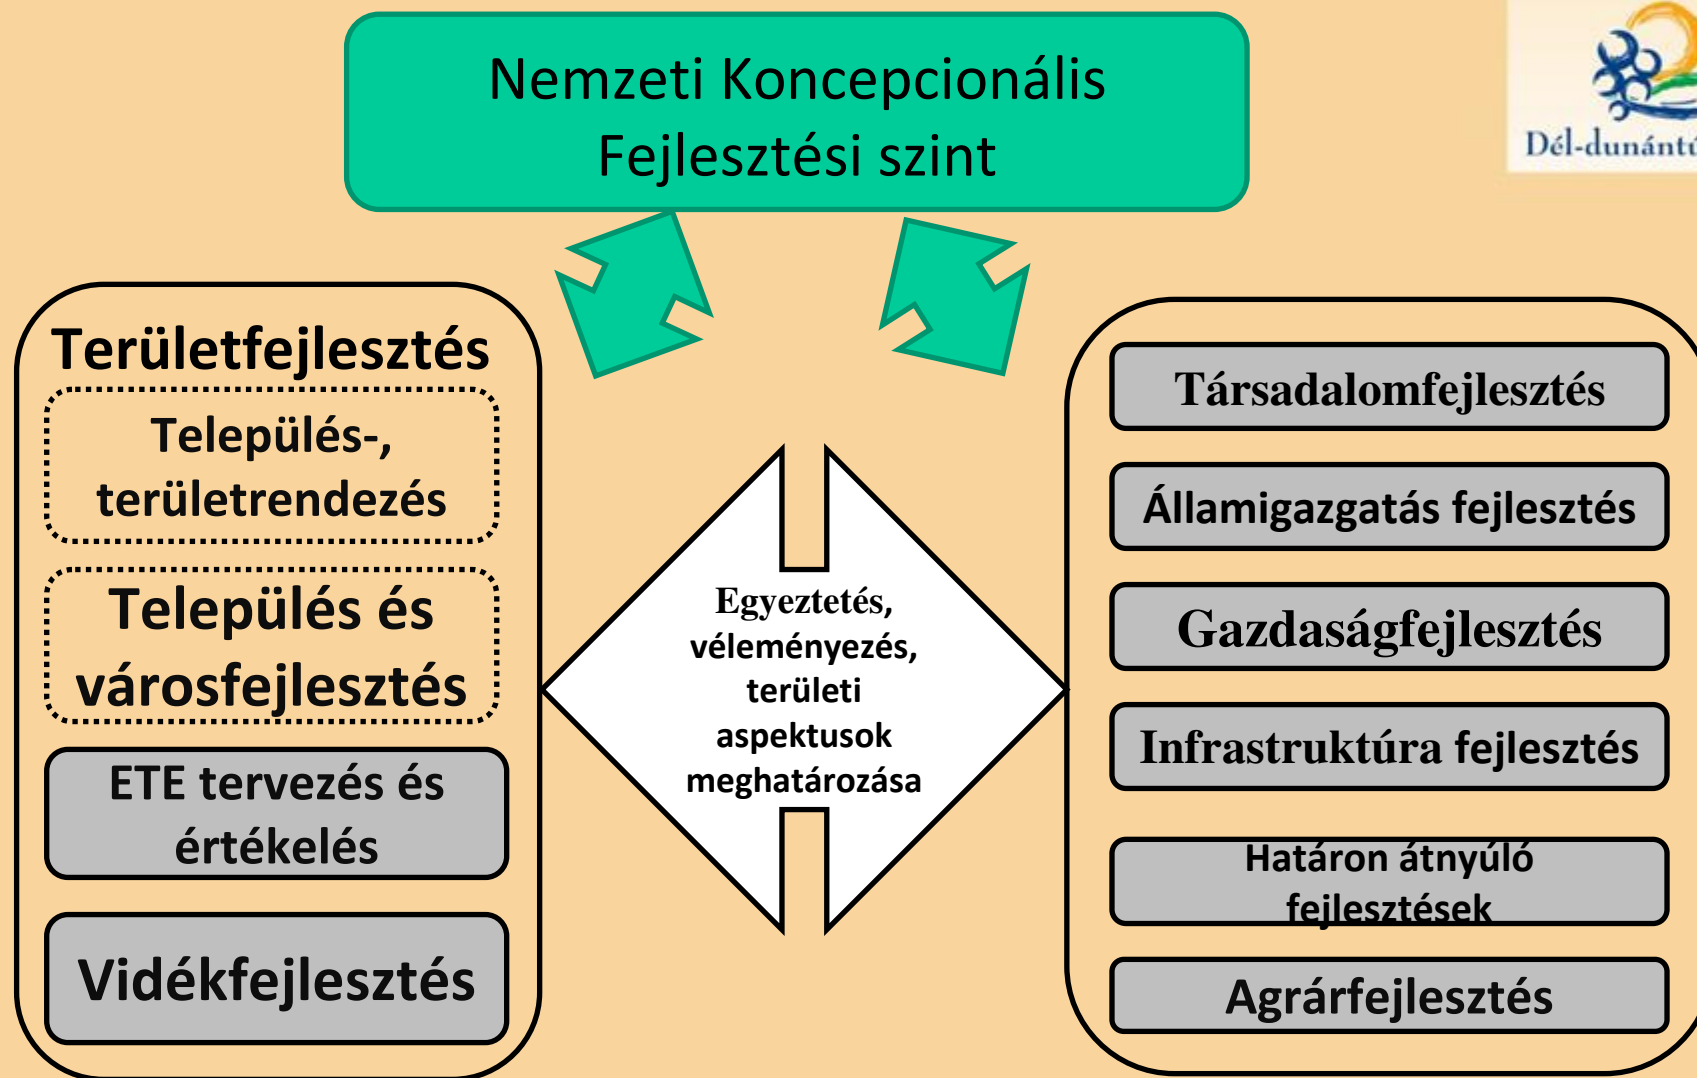 Nemzeti Koncepcionális
Fejlesztési szint
Területfejlesztés
Település-,
területrendezés
Település és
városfejlesztés
ETE tervezés és
értékelés
Vidékfejlesztés
Egyeztetés,
véleményezés,
területi
aspektusok
meghatározása
Társadalomfejlesztés
Államigazgatás fejlesztés
Gazdaságfejlesztés
Infrastruktúra fejlesztés
Határon átnyúló
fejlesztések
Agrárfejlesztés